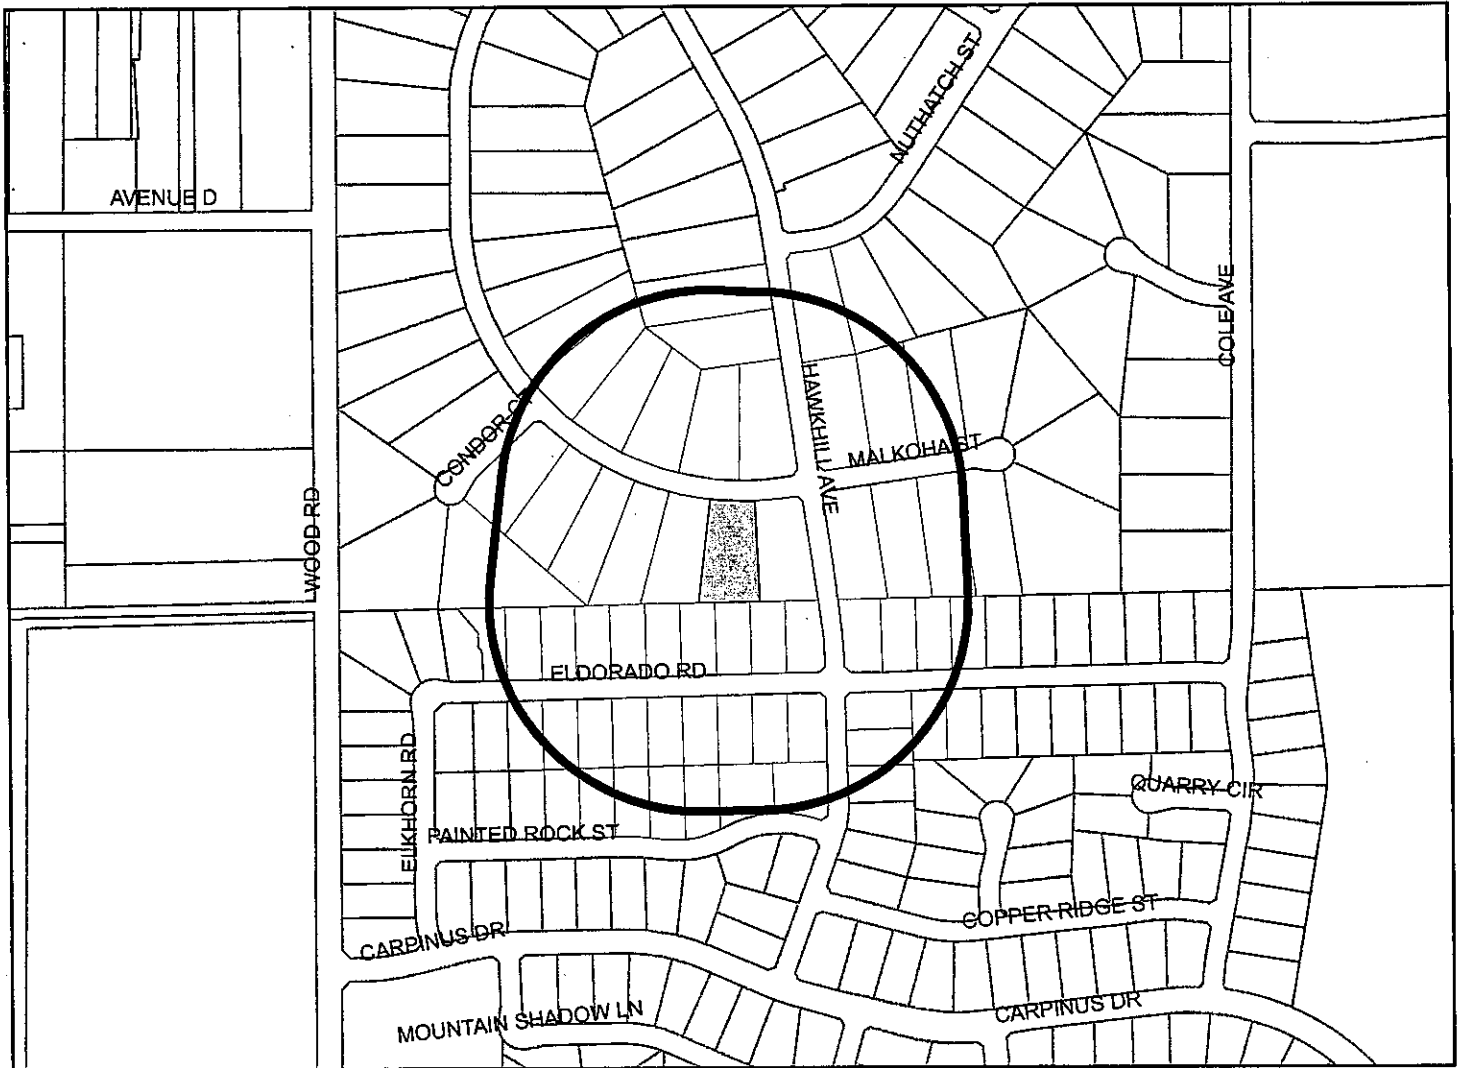 NUTHATCH ST
AVENUE D
COLE AVE
HAWKHILL AVE
CONDOR CT
MALKOHA ST
WOOD RD
ELDORADO RD
ELKHORN RD
QUARRY CIR
PAINTED ROCK ST
COPPER RIDGE ST
CARPINUS DR
CARPINUS DR
MOUNTAIN SHADOW LN